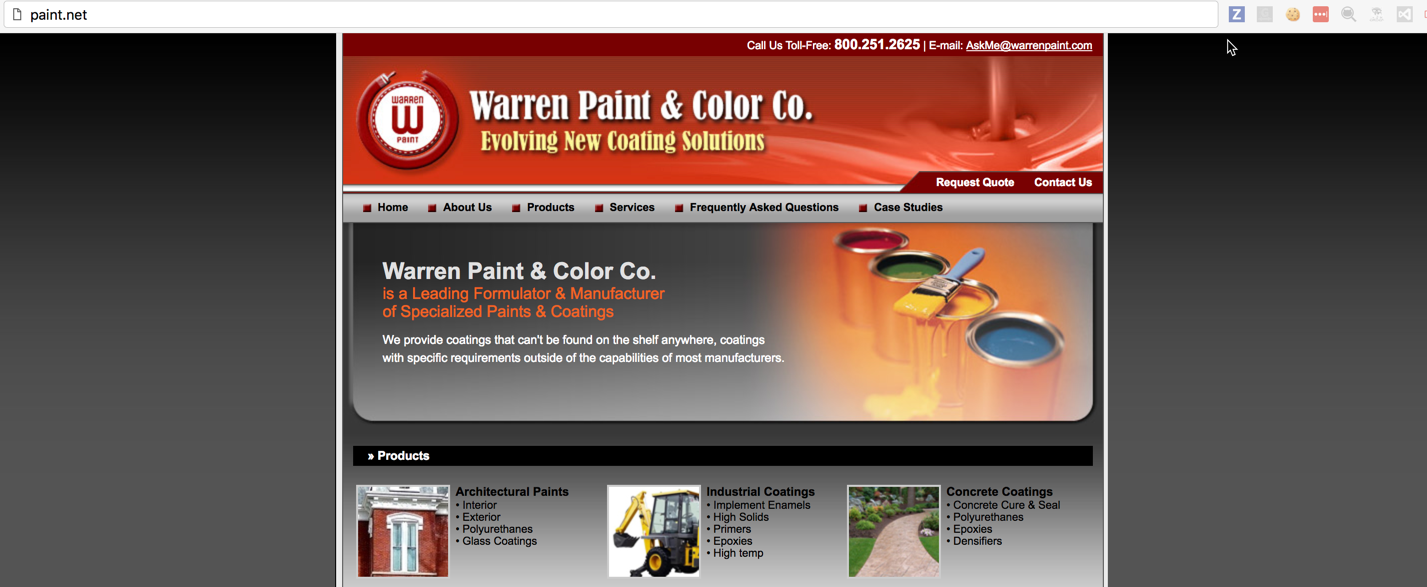 paint.net
Call Us Toll-Free: 800.251.2625 | E-mail: AskMe@warrenpaint.com
WARREN
W
PAINT
Warren Paint & Color Co.
Evolving New Coating Solutions
Request Quote Contact Us
Home About Us Products Services Frequently Asked Questions Case Studies
Warren Paint & Color Co.
is a Leading Formulator & Manufacturer
of Specialized Paints & Coatings
We provide coatings that can't be found on the shelf anywhere, coatings
with specific requirements outside of the capabilities of most manufacturers.
» Products
Architectural Paints
• Interior
• Exterior
• Polyurethanes
• Glass Coatings
Industrial Coatings
• Implement Enamels
• High Solids
• Primers
• Epoxies
• High temp
Concrete Coatings
• Concrete Cure & Seal
• Polyurethanes
• Epoxies
• Densifiers